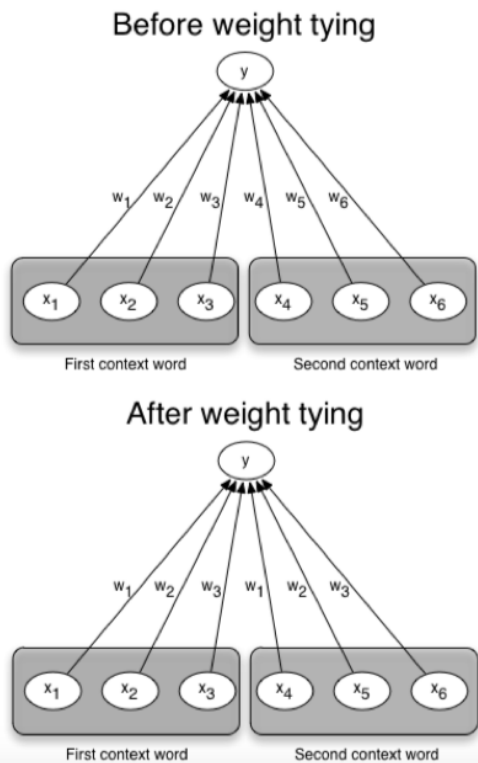 Before weight tying
y
w1 w2 w3 w4 w5 w6
x1 x2 x3 x4 x5 x6
First context word Second context word
After weight tying
y
w1 w2 w3 w1 w2 w3
x1 x2 x3 x4 x5 x6
First context word Second context word